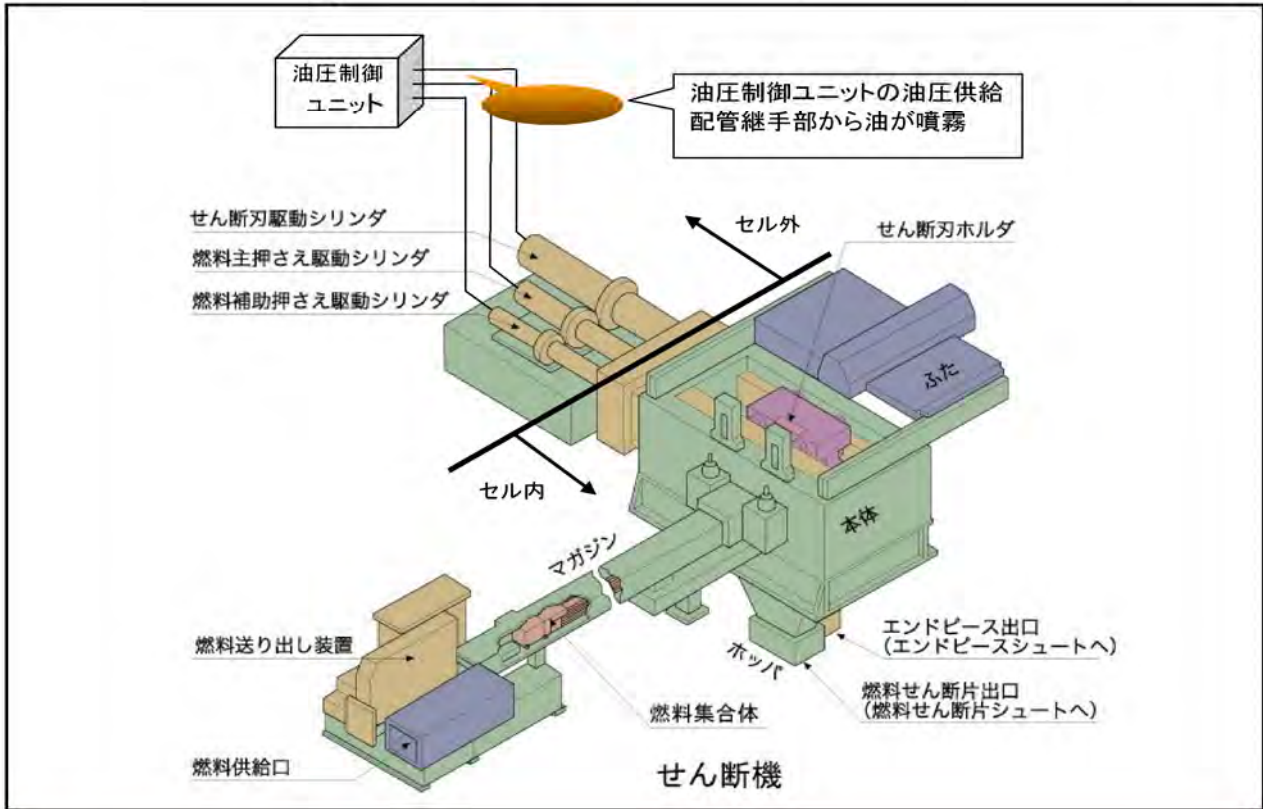 油圧制御
ユニット
油圧制御ユニットの油圧供給
配管継手部から油が噴霧
せん断刃駆動シリンダ
燃料主押さえ駆動シリンダ
燃料補助押さえ駆動シリンダ
セル外
せん断刃ホルダ
ふた
セル内
本体
マガジン
燃料送り出し装置
ホッパ
エンドピース出口
(エンドピースシュートへ)
燃料せん断片出口
(燃料せん断片シュートへ)
燃料集合体
燃料供給口
せん断機